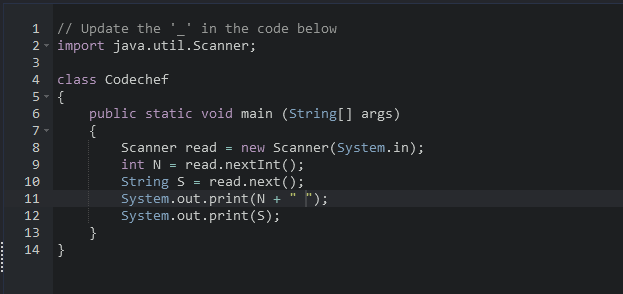 1 // Update the '_' in the code below
2 import java.util.Scanner;
3
4 class Codechef
5 {
6     public static void main (String[] args)
7     {
8         Scanner read = new Scanner(System.in);
9         int N = read.nextInt();
10         String S = read.next();
11         System.out.print(N + " ");
12         System.out.print(S);
13     }
14 }